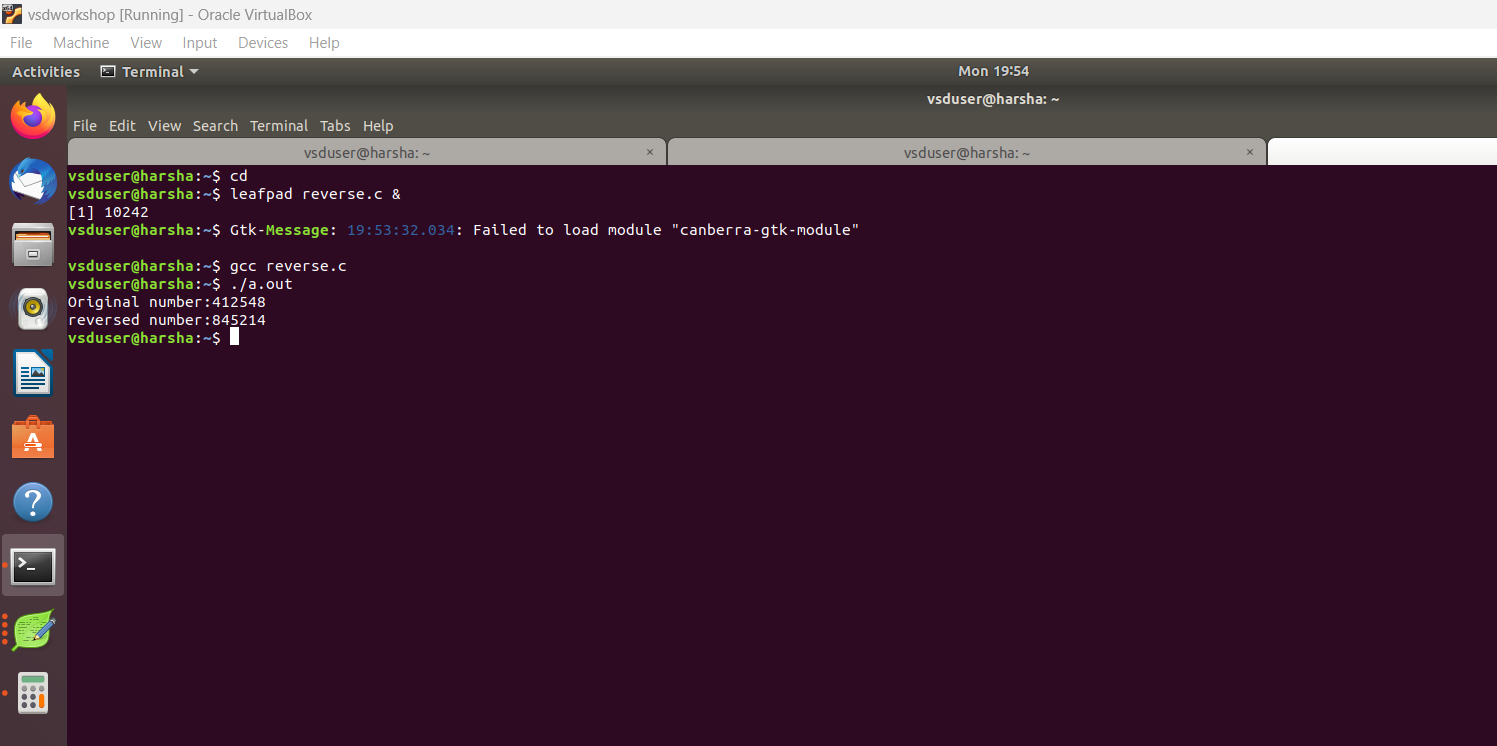 vsdworkshop [Running] - Oracle VirtualBox
File Machine View Input Devices Help
Activities Terminal Mon 19:54
vsduser@harsha: ~
File Edit View Search Terminal Tabs Help
vsduser@harsha: ~ × vsduser@harsha: ~ ×
vsduser@harsha:~$ cd
vsduser@harsha:~$ leafpad reverse.c &
[1] 10242
vsduser@harsha:~$ Gtk-Message: 19:53:32.034: Failed to load module "canberra-gtk-module"
vsduser@harsha:~$ gcc reverse.c
vsduser@harsha:~$ ./a.out
Original number:412548
reversed number:845214
vsduser@harsha:~$